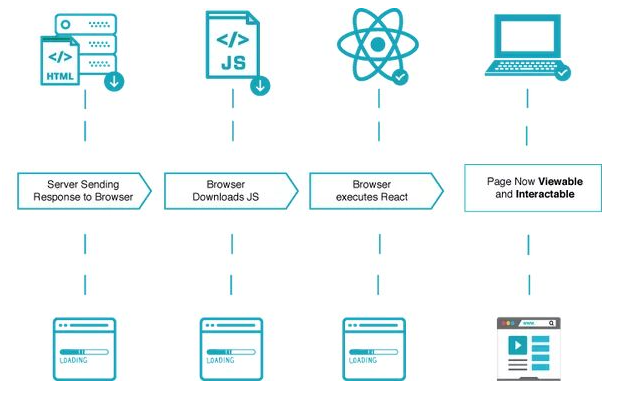 </>
HTML
</>
JS
Server Sending
Response to Browser
Browser
Downloads JS
Browser
executes React
Page Now Viewable
and Interactable
LOADING
LOADING
LOADING
www.